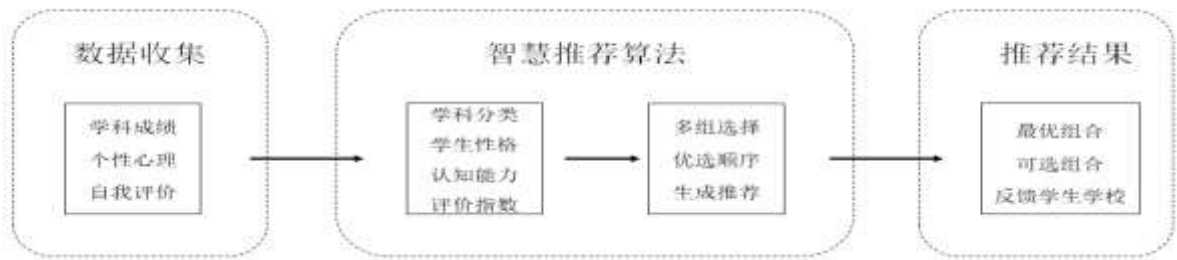 数据收集
学科成绩
个性心理
自我评价
智慧推荐算法
学科分类
学生性格
认知能力
评价指数
多组选择
优选顺序
生成推荐
推荐结果
最优组合
可选组合
反馈学生学校